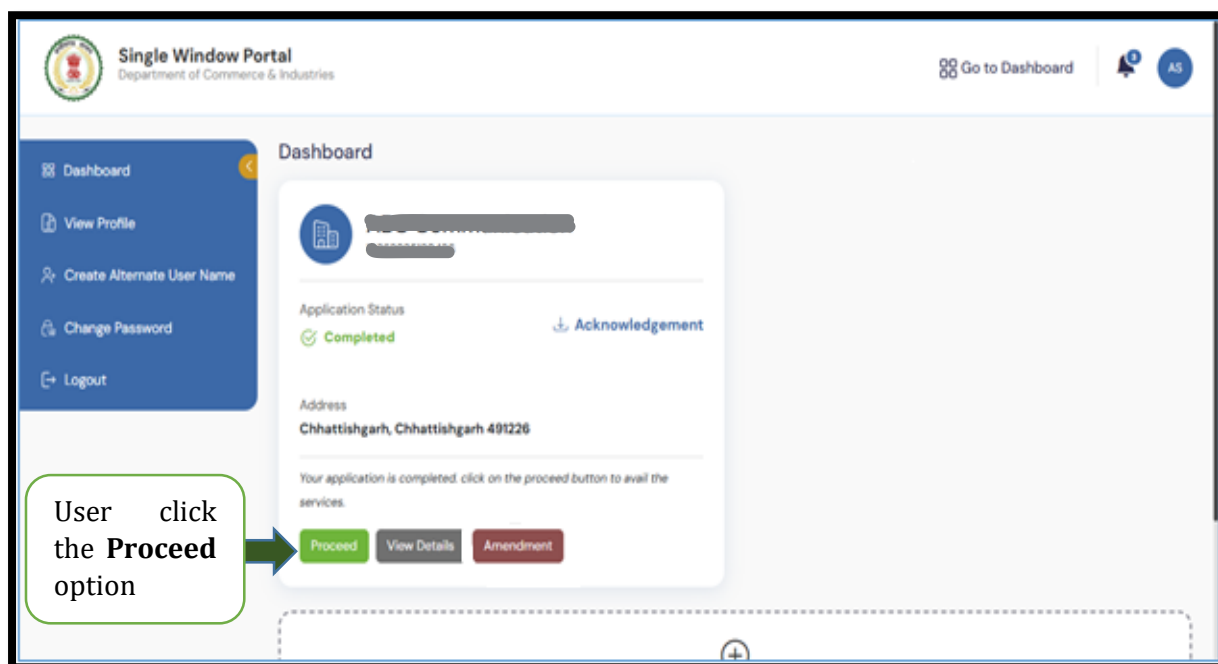 Single Window Portal
Department of Commerce & Industries
Go to Dashboard
3
AS
Dashboard
View Profile
Create Alternate User Name
Change Password
Logout
Dashboard
Application Status
Completed
Acknowledgement
Address
Chhattishgarh, Chhattishgarh 491226
Your application is completed. click on the proceed button to avail the
services.
Proceed
View Details
Amendment
User click
the Proceed
option